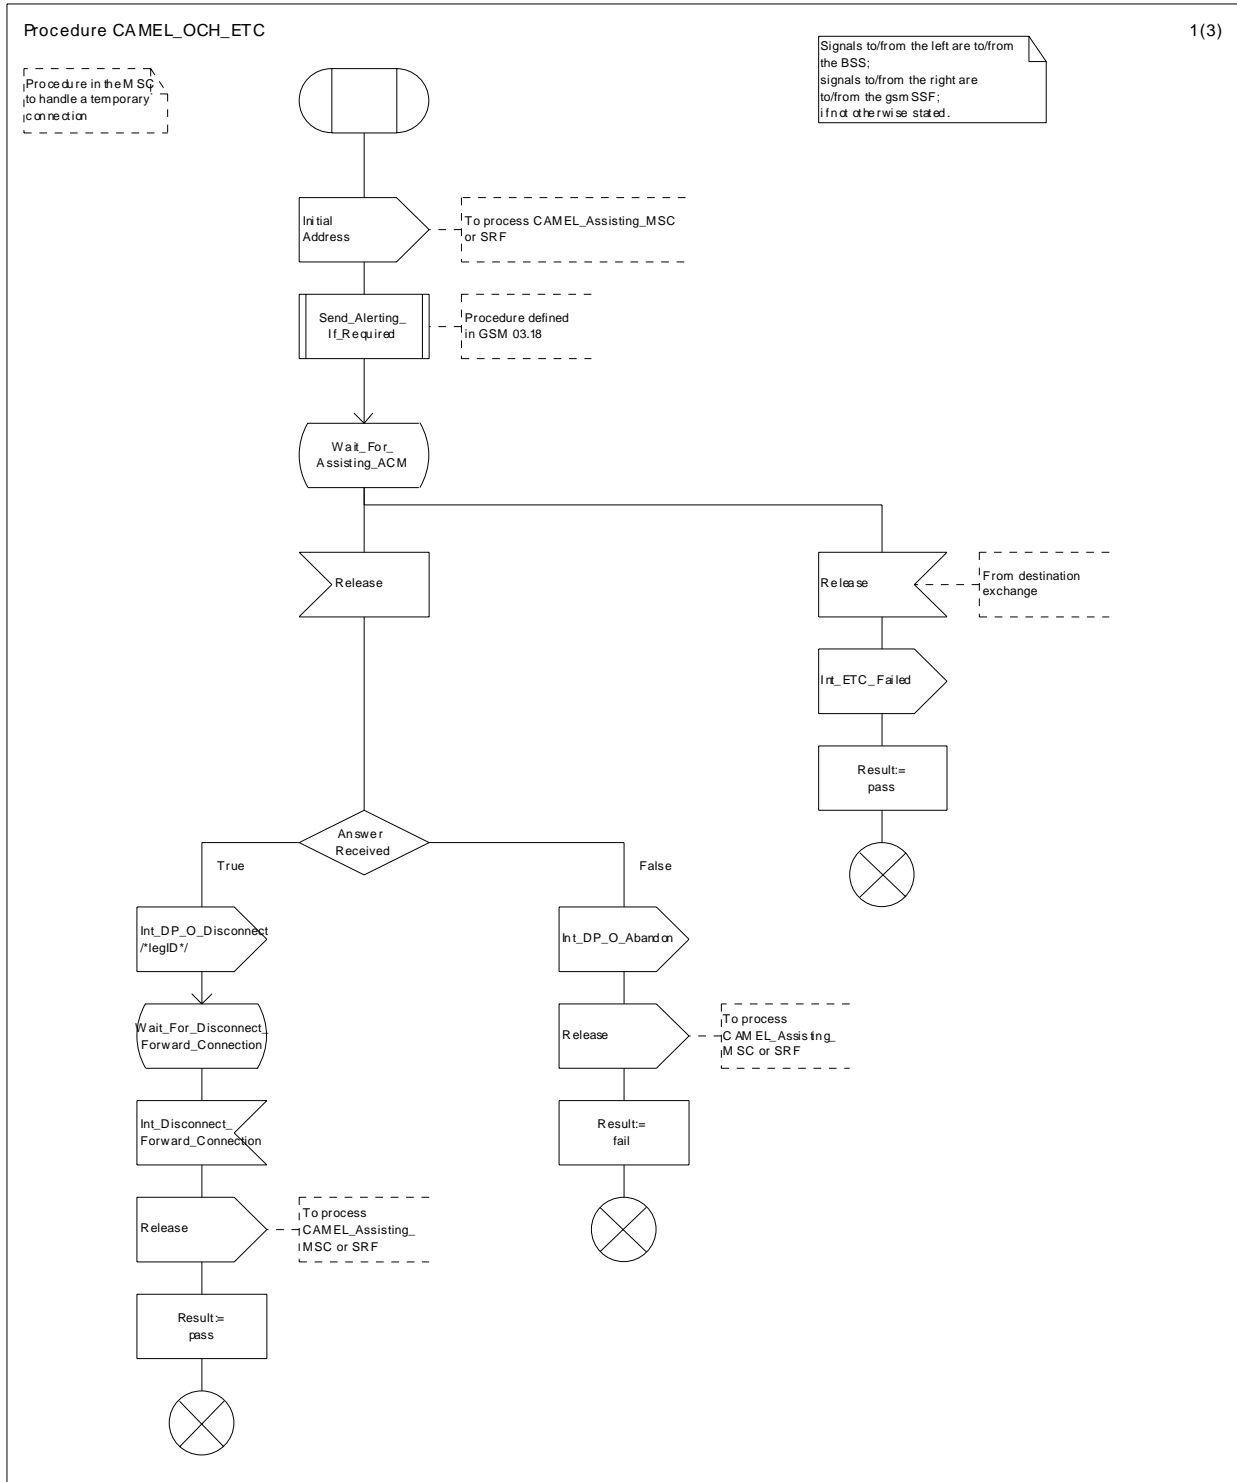 Procedure CAMEL_OCH_ETC
1(3)
Procedure in the MSC
to handle a temporary
connection
Signals to/from the left are to/from
the BSS;
signals to/from the right are
to/from the gsmSSF;
if not otherwise stated.
Initial
Address
To process CAMEL_Assisting_MSC
or SRF
Send_Alerting_
If_Required
Procedure defined
in GSM 03.18
Wait_For_
Assisting_ACM
Release
Release
From destination
exchange
Int_ETC_Failed
Result:=
pass
Answer
Received
True
False
Int_DP_O_Disconnect
/*legID*/
Int_DP_O_Abandon
Wait_For_Disconnect_
Forward_Connection
Release
To process
CAMEL_Assisting_
MSC or SRF
Int_Disconnect_
Forward_Connection
Result:=
fail
Release
To process
CAMEL_Assisting_
MSC or SRF
Result:=
pass